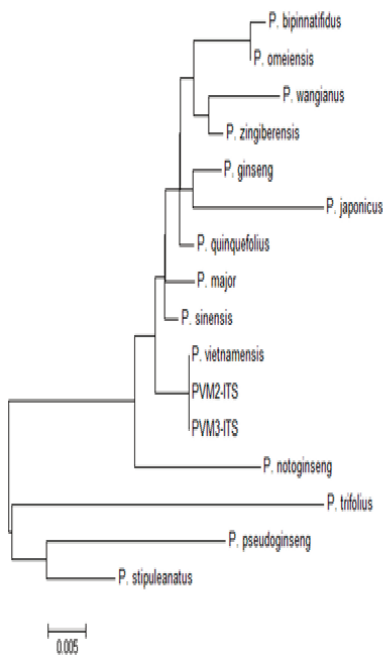 P. bipinnatifidus
P. omeiensis
P. wangianus
P. zingiberensis
P. ginseng
P. japonicus
P. quinquefolius
P. major
P. sinensis
P. vietnamensis
PVM2-ITS
PVM3-ITS
P. notoginseng
P. trifolius
P. pseudoginseng
P. stipuleanatus
0.005